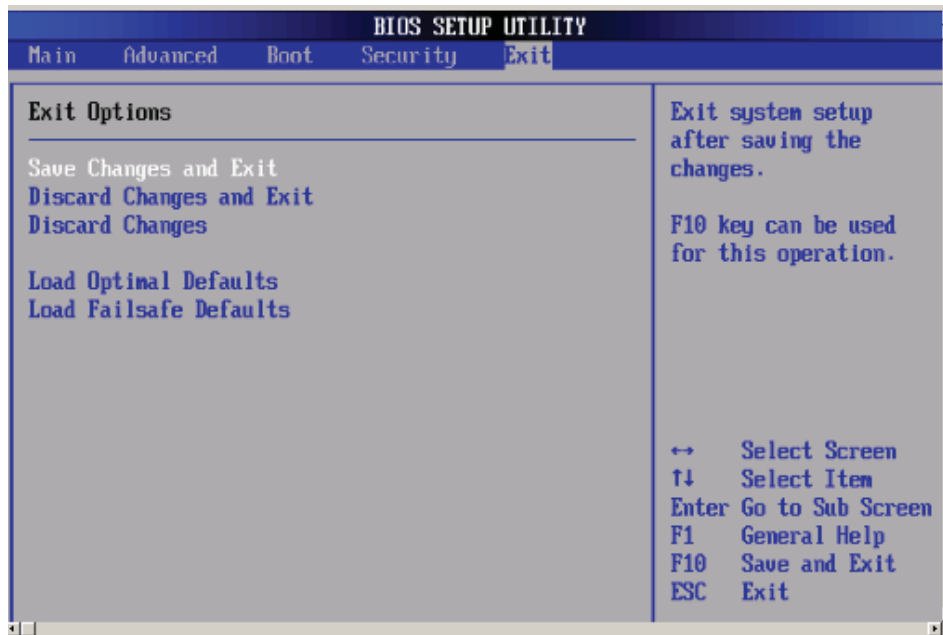 BIOS SETUP UTILITY
Main Advanced Boot Security Exit
Exit Options
Save Changes and Exit
Discard Changes and Exit
Discard Changes
Load Optimal Defaults
Load Failsafe Defaults
Exit system setup
after saving the
changes.
F10 key can be used
for this operation.
↔ Select Screen
↑↓ Select Item
Enter Go to Sub Screen
F1 General Help
F10 Save and Exit
ESC Exit